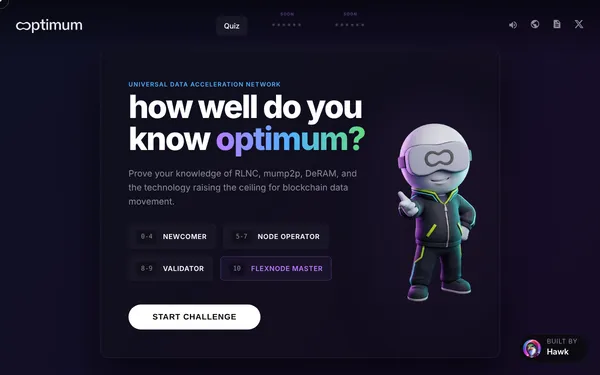 optimum
Quiz
SOON
******
SOON
******
UNIVERSAL DATA ACCELERATION NETWORK
how well do you
know optimum?
Prove your knowledge of RLNC, mump2p, DeRAM, and
the technology raising the ceiling for blockchain data
movement.
0-4 NEWCOMER
5-7 NODE OPERATOR
8-9 VALIDATOR
10 FLEXNODE MASTER
START CHALLENGE
BUILT BY
Hawk